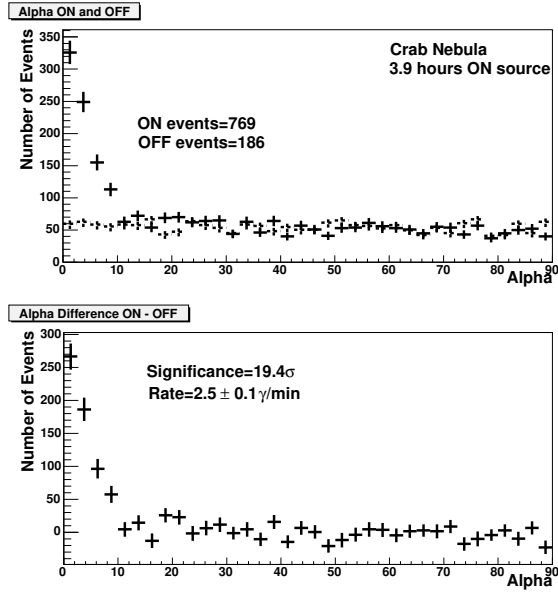 Alpha ON and OFF
Number of Events
350
300
250
200
150
100
50
0
Crab Nebula
3.9 hours ON source
ON events=769
OFF events=186
0 10 20 30 40 50 60 70 80 90
Alpha
Alpha Difference ON - OFF
Number of Events
300
250
200
150
100
50
0
Significance=19.4σ
Rate=2.5 ± 0.1 γ/min
0 10 20 30 40 50 60 70 80 90
Alpha